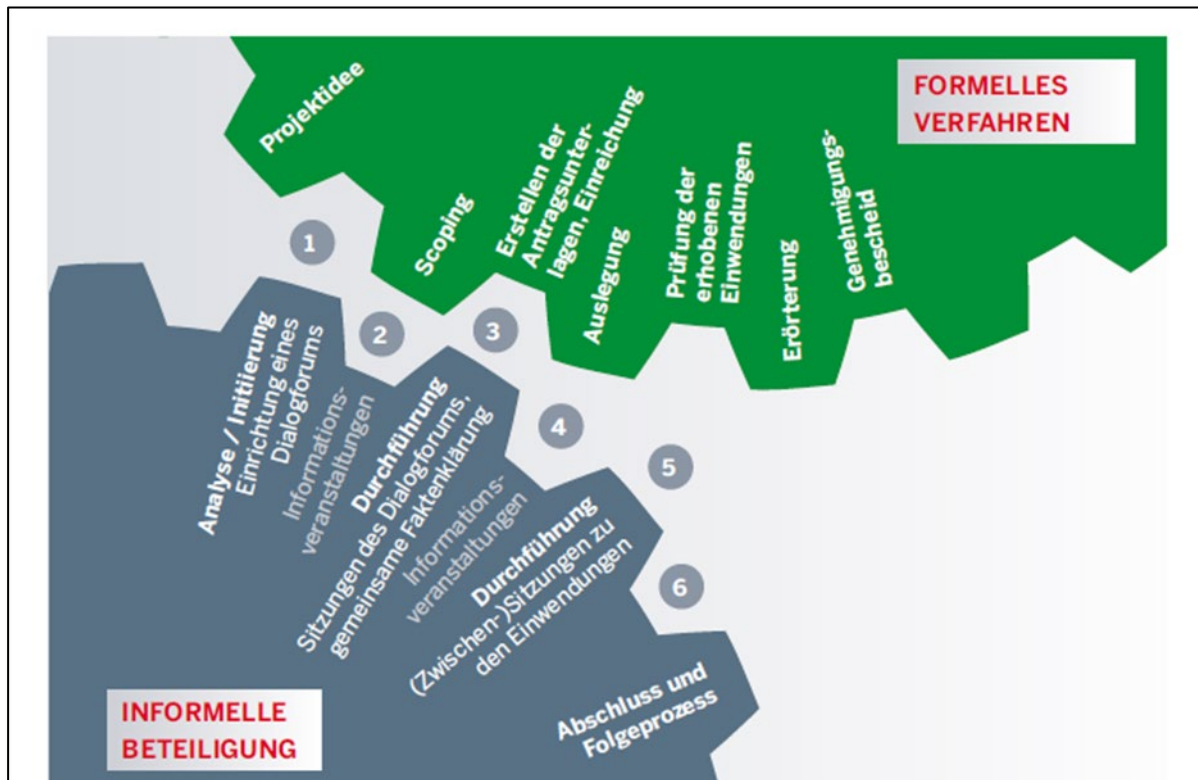 FORMELLES
VERFAHREN
Projektidee
Scoping
Erstellen der
Antragsunter-
lagen, Einreichung
Auslegung
Prüfung der
erhobenen
Einwendungen
Erörterung
Genehmigungs-
bescheid
1
2
3
4
5
6
Analyse / Initiierung
Einrichtung eines
Dialogforums
Informations-
veranstaltungen
Durchführung
Sitzungen des Dialogforums,
gemeinsame Faktenklärung
Informations-
veranstaltungen
Durchführung
(Zwischen-)Sitzungen zu
den Einwendungen
Abschluss und
Folgeprozess
INFORMELLE
BETEILIGUNG